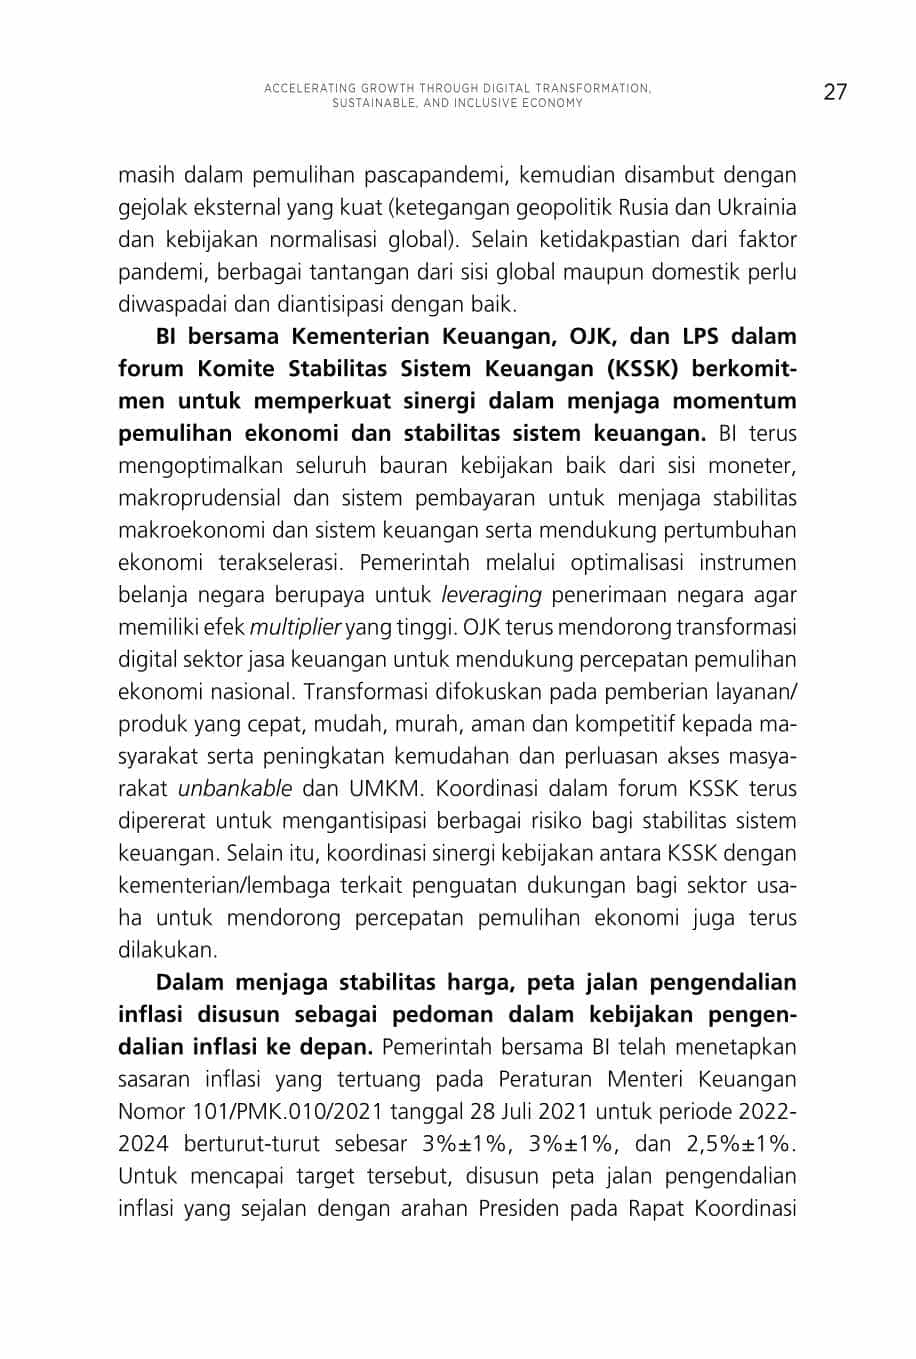 ACCELERATING GROWTH THROUGH DIGITAL TRANSFORMATION,
SUSTAINABLE, AND INCLUSIVE ECONOMY
27
masih dalam pemulihan pascapandemi, kemudian disambut dengan
gejolak eksternal yang kuat (ketegangan geopolitik Rusia dan Ukrainia
dan kebijakan normalisasi global). Selain ketidakpastian dari faktor
pandemi, berbagai tantangan dari sisi global maupun domestik perlu
diwaspadai dan diantisipasi dengan baik.
BI bersama Kementerian Keuangan, OJK, dan LPS dalam
forum Komite Stabilitas Sistem Keuangan (KSSK) berkomit-
men untuk memperkuat sinergi dalam menjaga momentum
pemulihan ekonomi dan stabilitas sistem keuangan. BI terus
mengoptimalkan seluruh bauran kebijakan baik dari sisi moneter,
makroprudensial dan sistem pembayaran untuk menjaga stabilitas
makroekonomi dan sistem keuangan serta mendukung pertumbuhan
ekonomi terakselerasi. Pemerintah melalui optimalisasi instrumen
belanja negara berupaya untuk leveraging penerimaan negara agar
memiliki efek multiplier yang tinggi. OJK terus mendorong transformasi
digital sektor jasa keuangan untuk mendukung percepatan pemulihan
ekonomi nasional. Transformasi difokuskan pada pemberian layanan/
produk yang cepat, mudah, murah, aman dan kompetitif kepada ma-
syarakat serta peningkatan kemudahan dan perluasan akses masya-
rakat unbankable dan UMKM. Koordinasi dalam forum KSSK terus
dipererat untuk mengantisipasi berbagai risiko bagi stabilitas sistem
keuangan. Selain itu, koordinasi sinergi kebijakan antara KSSK dengan
kementerian/lembaga terkait penguatan dukungan bagi sektor usa-
ha untuk mendorong percepatan pemulihan ekonomi juga terus
dilakukan.
Dalam menjaga stabilitas harga, peta jalan pengendalian
inflasi disusun sebagai pedoman dalam kebijakan pengen-
dalian inflasi ke depan. Pemerintah bersama BI telah menetapkan
sasaran inflasi yang tertuang pada Peraturan Menteri Keuangan
Nomor 101/PMK.010/2021 tanggal 28 Juli 2021 untuk periode 2022-
2024 berturut-turut sebesar 3%±1%, 3%±1%, dan 2,5%±1%.
Untuk mencapai target tersebut, disusun peta jalan pengendalian
inflasi yang sejalan dengan arahan Presiden pada Rapat Koordinasi